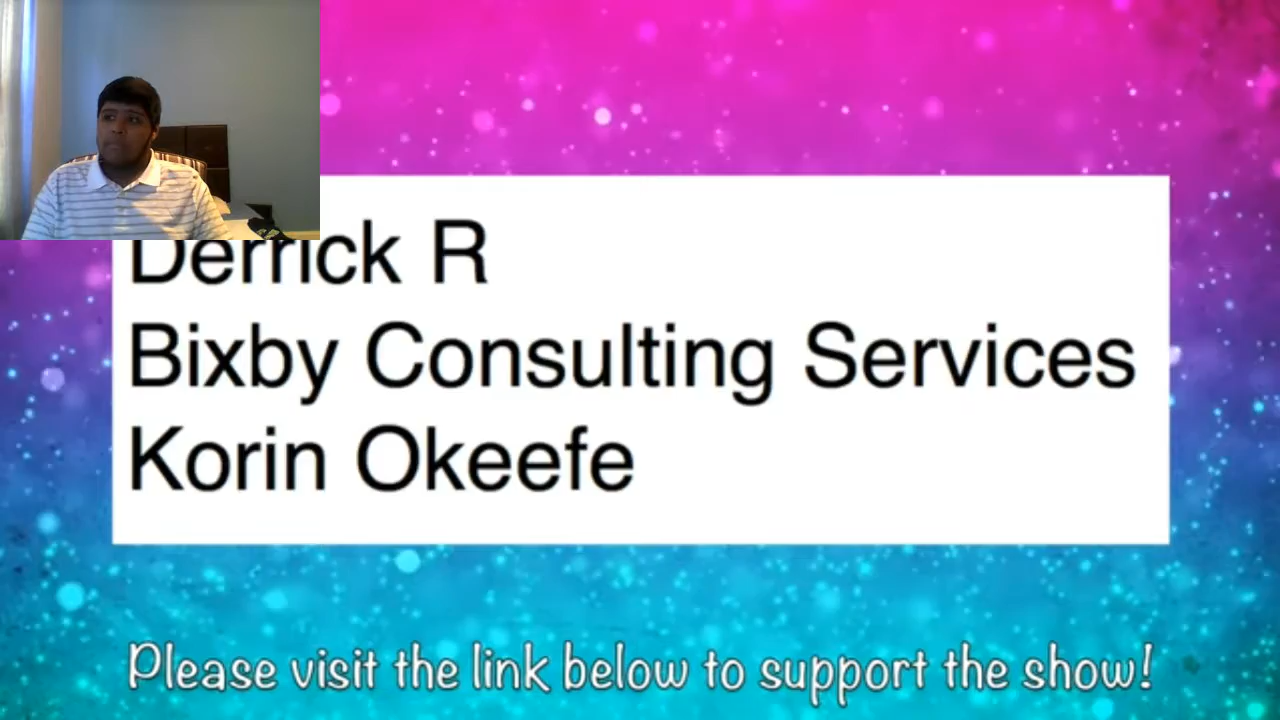 Derrick R
Bixby Consulting Services
Korin Okeefe
Please visit the link below to support the show!